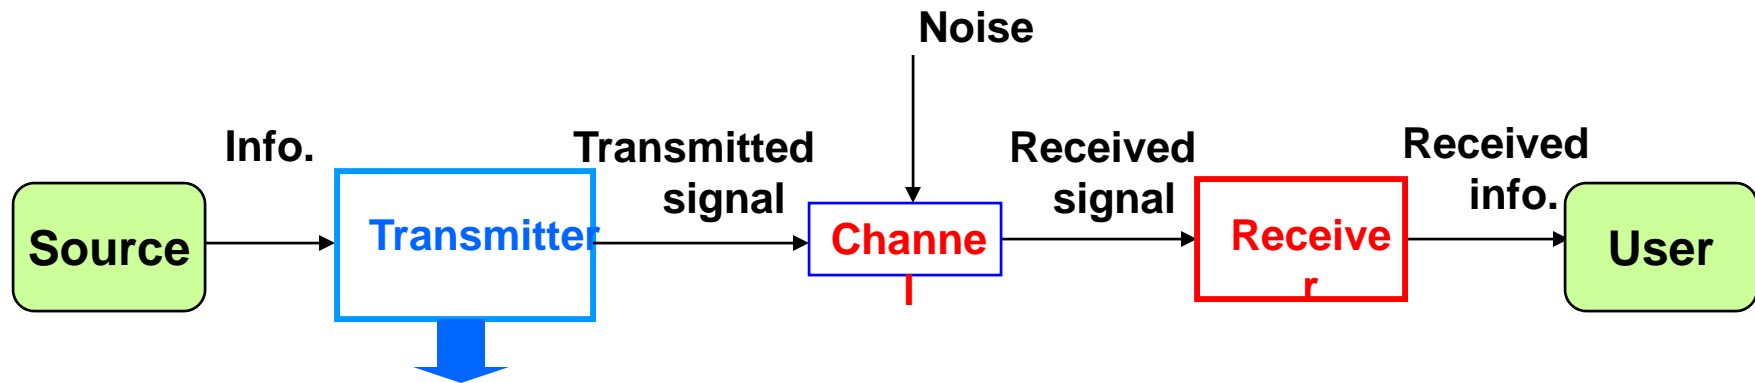 Noise
Info.
Transmitted
signal
Received
signal
Received
info.
Source
Transmitter
Channe
l
Receive
r
User